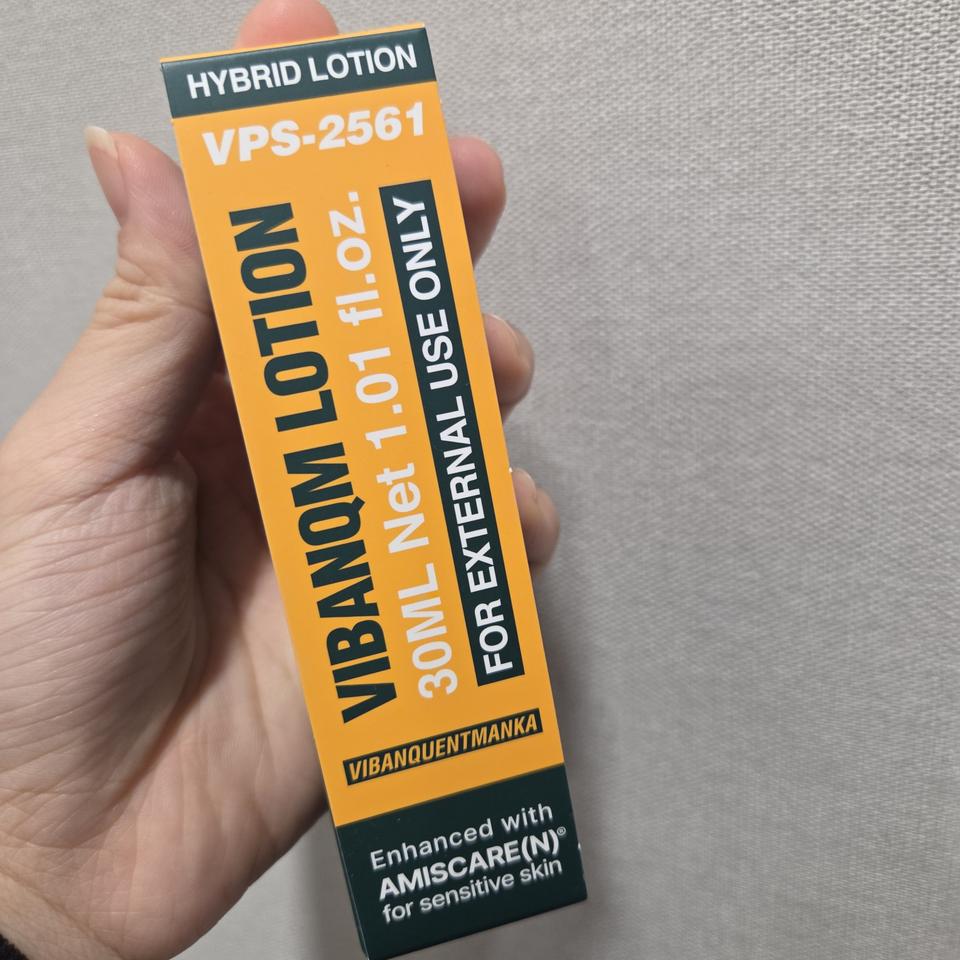 HYBRID LOTION
VPS-2561
VIBANQM LOTION
30ML Net 1.01 fl.oz.
FOR EXTERNAL USE ONLY
VIBANQUENTMANKA
Enhanced with
AMISCARE(N)®
for sensitive skin